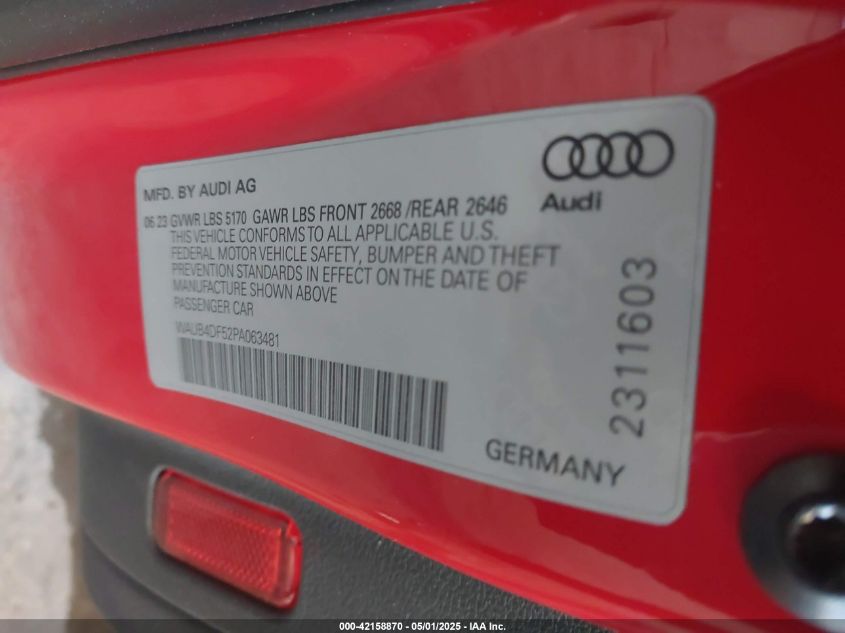 MFD. BY AUDI AG
06 23 GVWR LBS 5170 GAWR LBS FRONT 2668 /REAR 2646
THIS VEHICLE CONFORMS TO ALL APPLICABLE U.S.
FEDERAL MOTOR VEHICLE SAFETY, BUMPER AND THEFT
PREVENTION STANDARDS IN EFFECT ON THE DATE OF
MANUFACTURE SHOWN ABOVE
PASSENGER CAR
WAUB4DF52PA063481
Audi
2311603
GERMANY
000-42158870 - 05/01/2025 - IAA Inc.